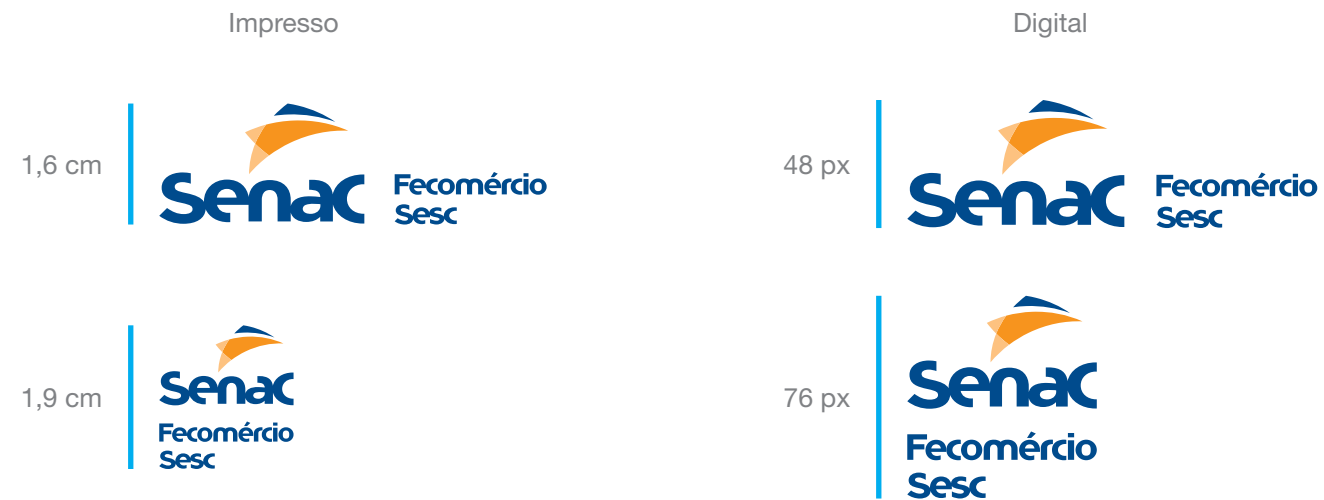 Impresso
Digital
1,6 cm
Senac
Fecomércio
Sesc
48 px
Senac
Fecomércio
Sesc
1,9 cm
Senac
Fecomércio
Sesc
76 px
Senac
Fecomércio
Sesc